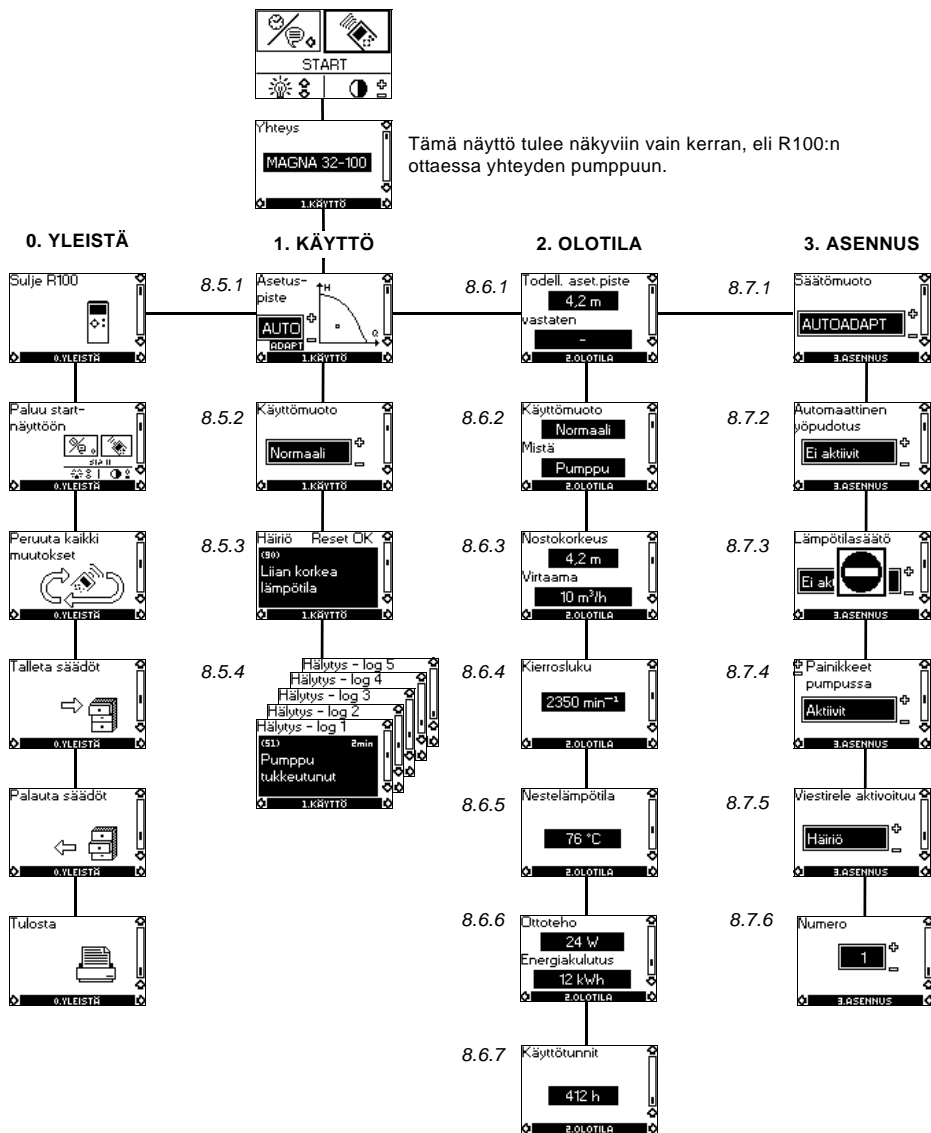 START
Yhteys
MAGNA 32-100
1.KÄYTTÖ
Tämä näyttö tulee näkyviin vain kerran, eli R100:n
ottaessa yhteyden pumppuun.
0. YLEISTÄ
1. KÄYTTÖ
2. OLOTILA
3. ASENNUS
Sulje R100
0.YLEISTÄ
8.5.1
Asetus-
piste
H
AUTO
ADAPT
Q
1.KÄYTTÖ
8.6.1
Todell. aset.piste
4,2 m
vastaten
-
2.OLOTILA
8.7.1
Säätömuoto
AUTOADAPT
3.ASENNUS
Paluu start-
näyttöön
START
0.YLEISTÄ
8.5.2
Käyttömuoto
Normaali
1.KÄYTTÖ
8.6.2
Käyttömuoto
Normaali
Mistä
Pumppu
2.OLOTILA
8.7.2
Automaattinen
yöpudotus
Ei aktiivit
3.ASENNUS
Peruuta kaikki
muutokset
0.YLEISTÄ
8.5.3
Häiriö Reset OK
(90)
Liian korkea
lämpötila
1.KÄYTTÖ
8.6.3
Nostokorkeus
4,2 m
Virtaama
10 m³/h
2.OLOTILA
8.7.3
Lämpötilasäätö
Ei ak
3.ASENNUS
Talleta säädöt
0.YLEISTÄ
8.5.4
Hälytys - log 5
Hälytys - log 4
Hälytys - log 3
Hälytys - log 2
Hälytys - log 1
(51) 2min
Pumppu
tukkeutunut
1.KÄYTTÖ
8.6.4
Kierrosluku
2350 min⁻¹
2.OLOTILA
8.7.4
Painikkeet
pumpussa
Aktiivit
3.ASENNUS
Palauta säädöt
0.YLEISTÄ
8.6.5
Nestelämpötila
76 °C
2.OLOTILA
8.7.5
Viestirele aktivoituu
Häiriö
3.ASENNUS
Tulosta
0.YLEISTÄ
8.6.6
Ottoteho
24 W
Energiakulutus
12 kWh
2.OLOTILA
8.7.6
Numero
1
3.ASENNUS
8.6.7
Käyttötunnit
412 h
2.OLOTILA